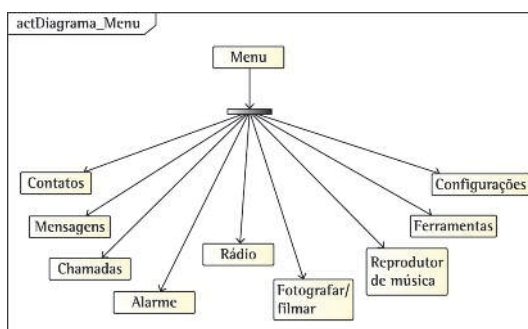 actDiagrama_Menu
Menu
Contatos
Configurações
Mensagens
Ferramentas
Chamadas
Rádio
Reprodutor
de música
Alarme
Fotografar/
filmar